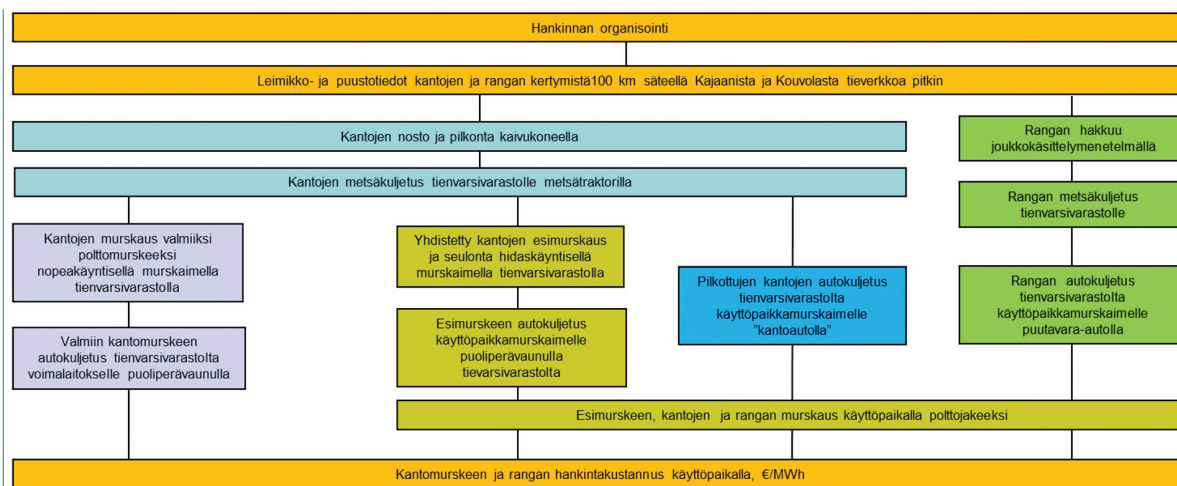 Hankinnan organisointi
Leimikko- ja puustotiedot kantojen ja rangan kertymistä100 km säteellä Kajaanista ja Kouvolasta tieverkkoa pitkin
Kantojen nosto ja pilkonta kaivukoneella
Rangan hakkuu
joukkokäsittelymenetelmällä
Kantojen metsäkuljetus tienvarsivarastolle metsätraktorilla
Rangan metsäkuljetus
tienvarsivarastolle
Kantojen murskaus valmiiksi
polttomurskeeksi
nopeakäyntisellä murskaimella
tienvarsivarastolla
Yhdistetty kantojen esimurskaus
ja seulonta hidaskäyntisellä
murskaimella tienvarsivarastolla
Pilkottujen kantojen autokuljetus
tienvarsivarastolta
käyttöpaikkamurskaimelle
"kantoautolla"
Rangan autokuljetus
tienvarsivarastolta
käyttöpaikkamurskaimelle
puutavara-autolla
Valmiin kantomurskeen
autokuljetus tienvarsivarastolta
voimalaitokselle puoliperävaunulla
Esimurskeen autokuljetus
käyttöpaikkamurskaimelle
puoliperävaunulla
tievarsivarastolta
Esimurskeen, kantojen ja rangan murskaus käyttöpaikalla polttojakeeksi
Kantomurskeen ja rangan hankintakustannus käyttöpaikalla, €/MWh